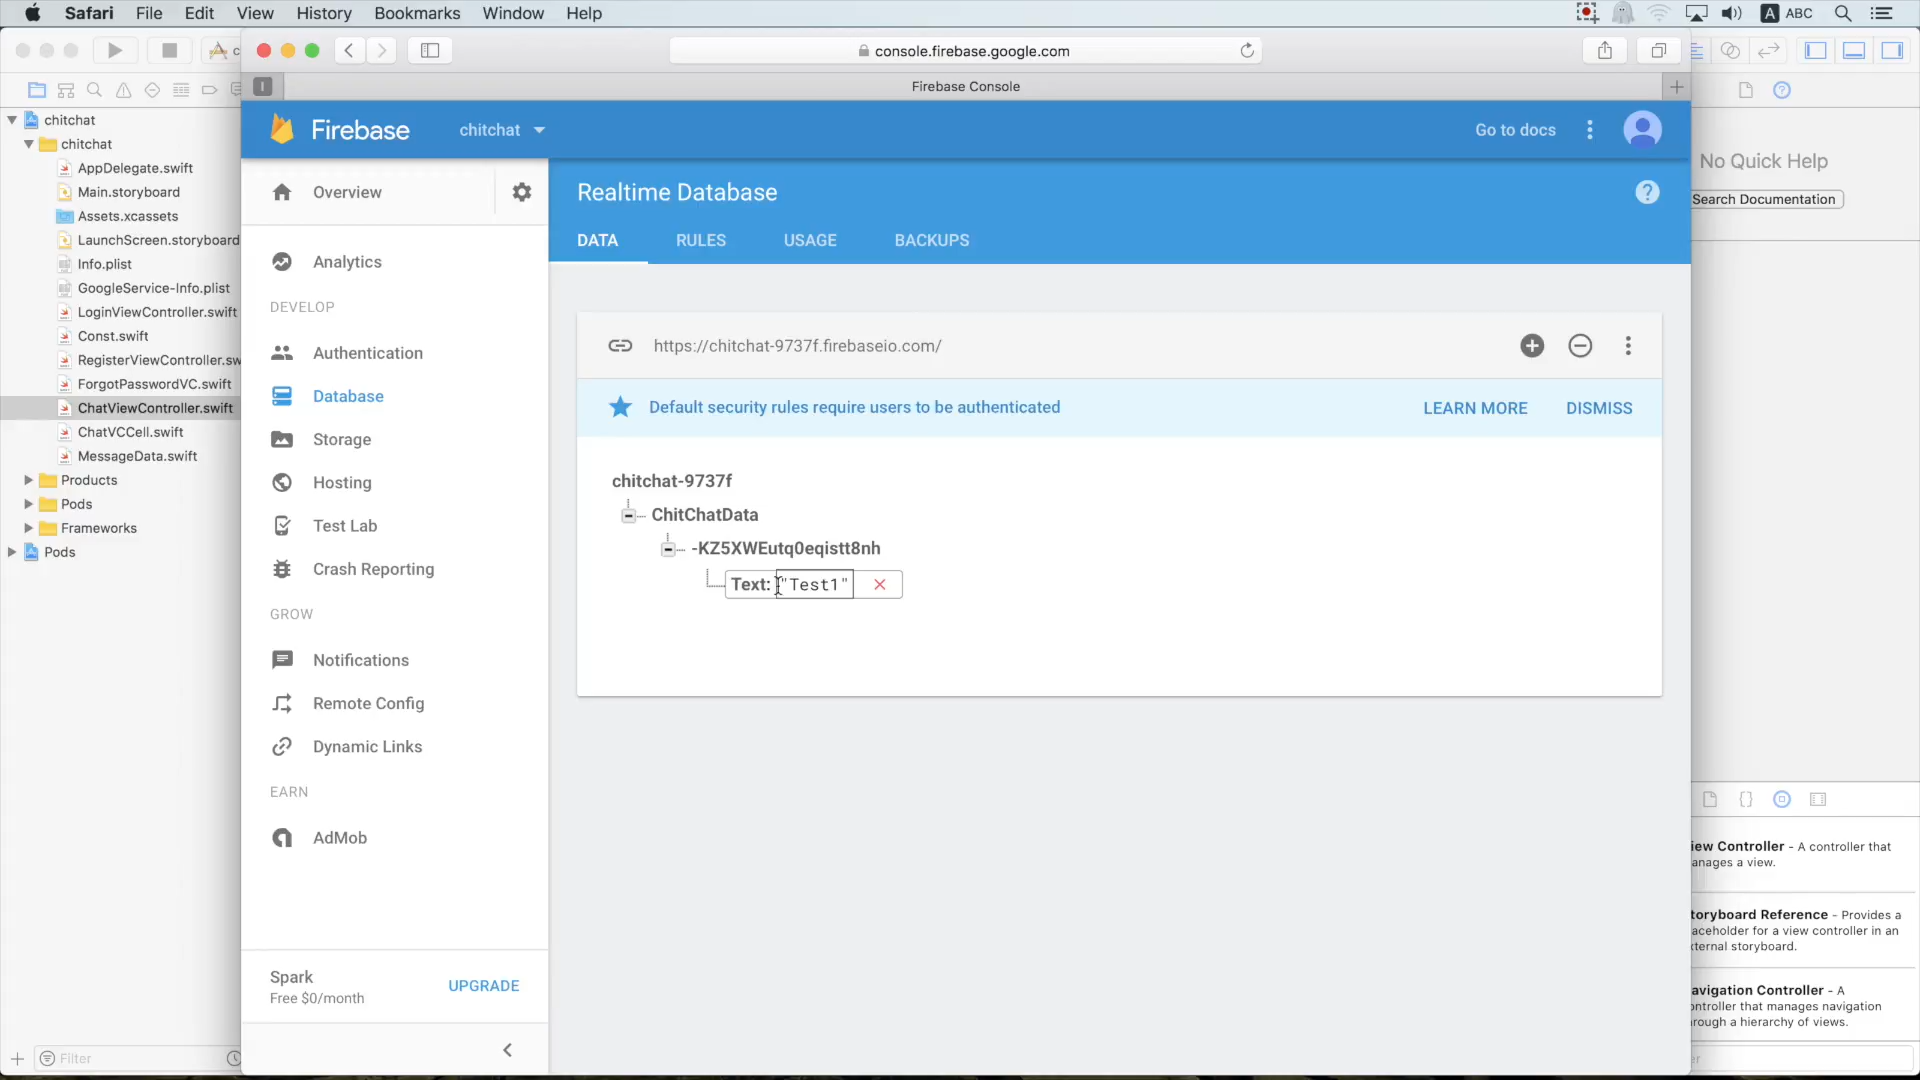 Safari File Edit View History Bookmarks Window Help
A ABC
console.firebase.google.com
Firebase Console
chitchat
chitchat
AppDelegate.swift
Main.storyboard
Assets.xcassets
LaunchScreen.storyboard
Info.plist
GoogleService-Info.plist
LoginViewController.swift
Const.swift
RegisterViewController.sw
ForgotPasswordVC.swift
ChatViewController.swift
ChatVCCell.swift
MessageData.swift
Products
Pods
Frameworks
Pods
Filter
Firebase
chitchat
Go to docs
Overview
Analytics
DEVELOP
Authentication
Database
Storage
Hosting
Test Lab
Crash Reporting
GROW
Notifications
Remote Config
Dynamic Links
EARN
AdMob
Spark
Free $0/month
UPGRADE
Realtime Database
DATA RULES USAGE BACKUPS
https://chitchat-9737f.firebaseio.com/
Default security rules require users to be authenticated
LEARN MORE DISMISS
chitchat-9737f
ChitChatData
-KZ5XWEutq0eqistt8nh
Text: "Test1"
No Quick Help
Search Documentation
iew Controller - A controller that
anages a view.
toryboard Reference - Provides a
aceholder for a view controller in an
ternal storyboard.
avigation Controller - A
ontroller that manages navigation
rough a hierarchy of views.